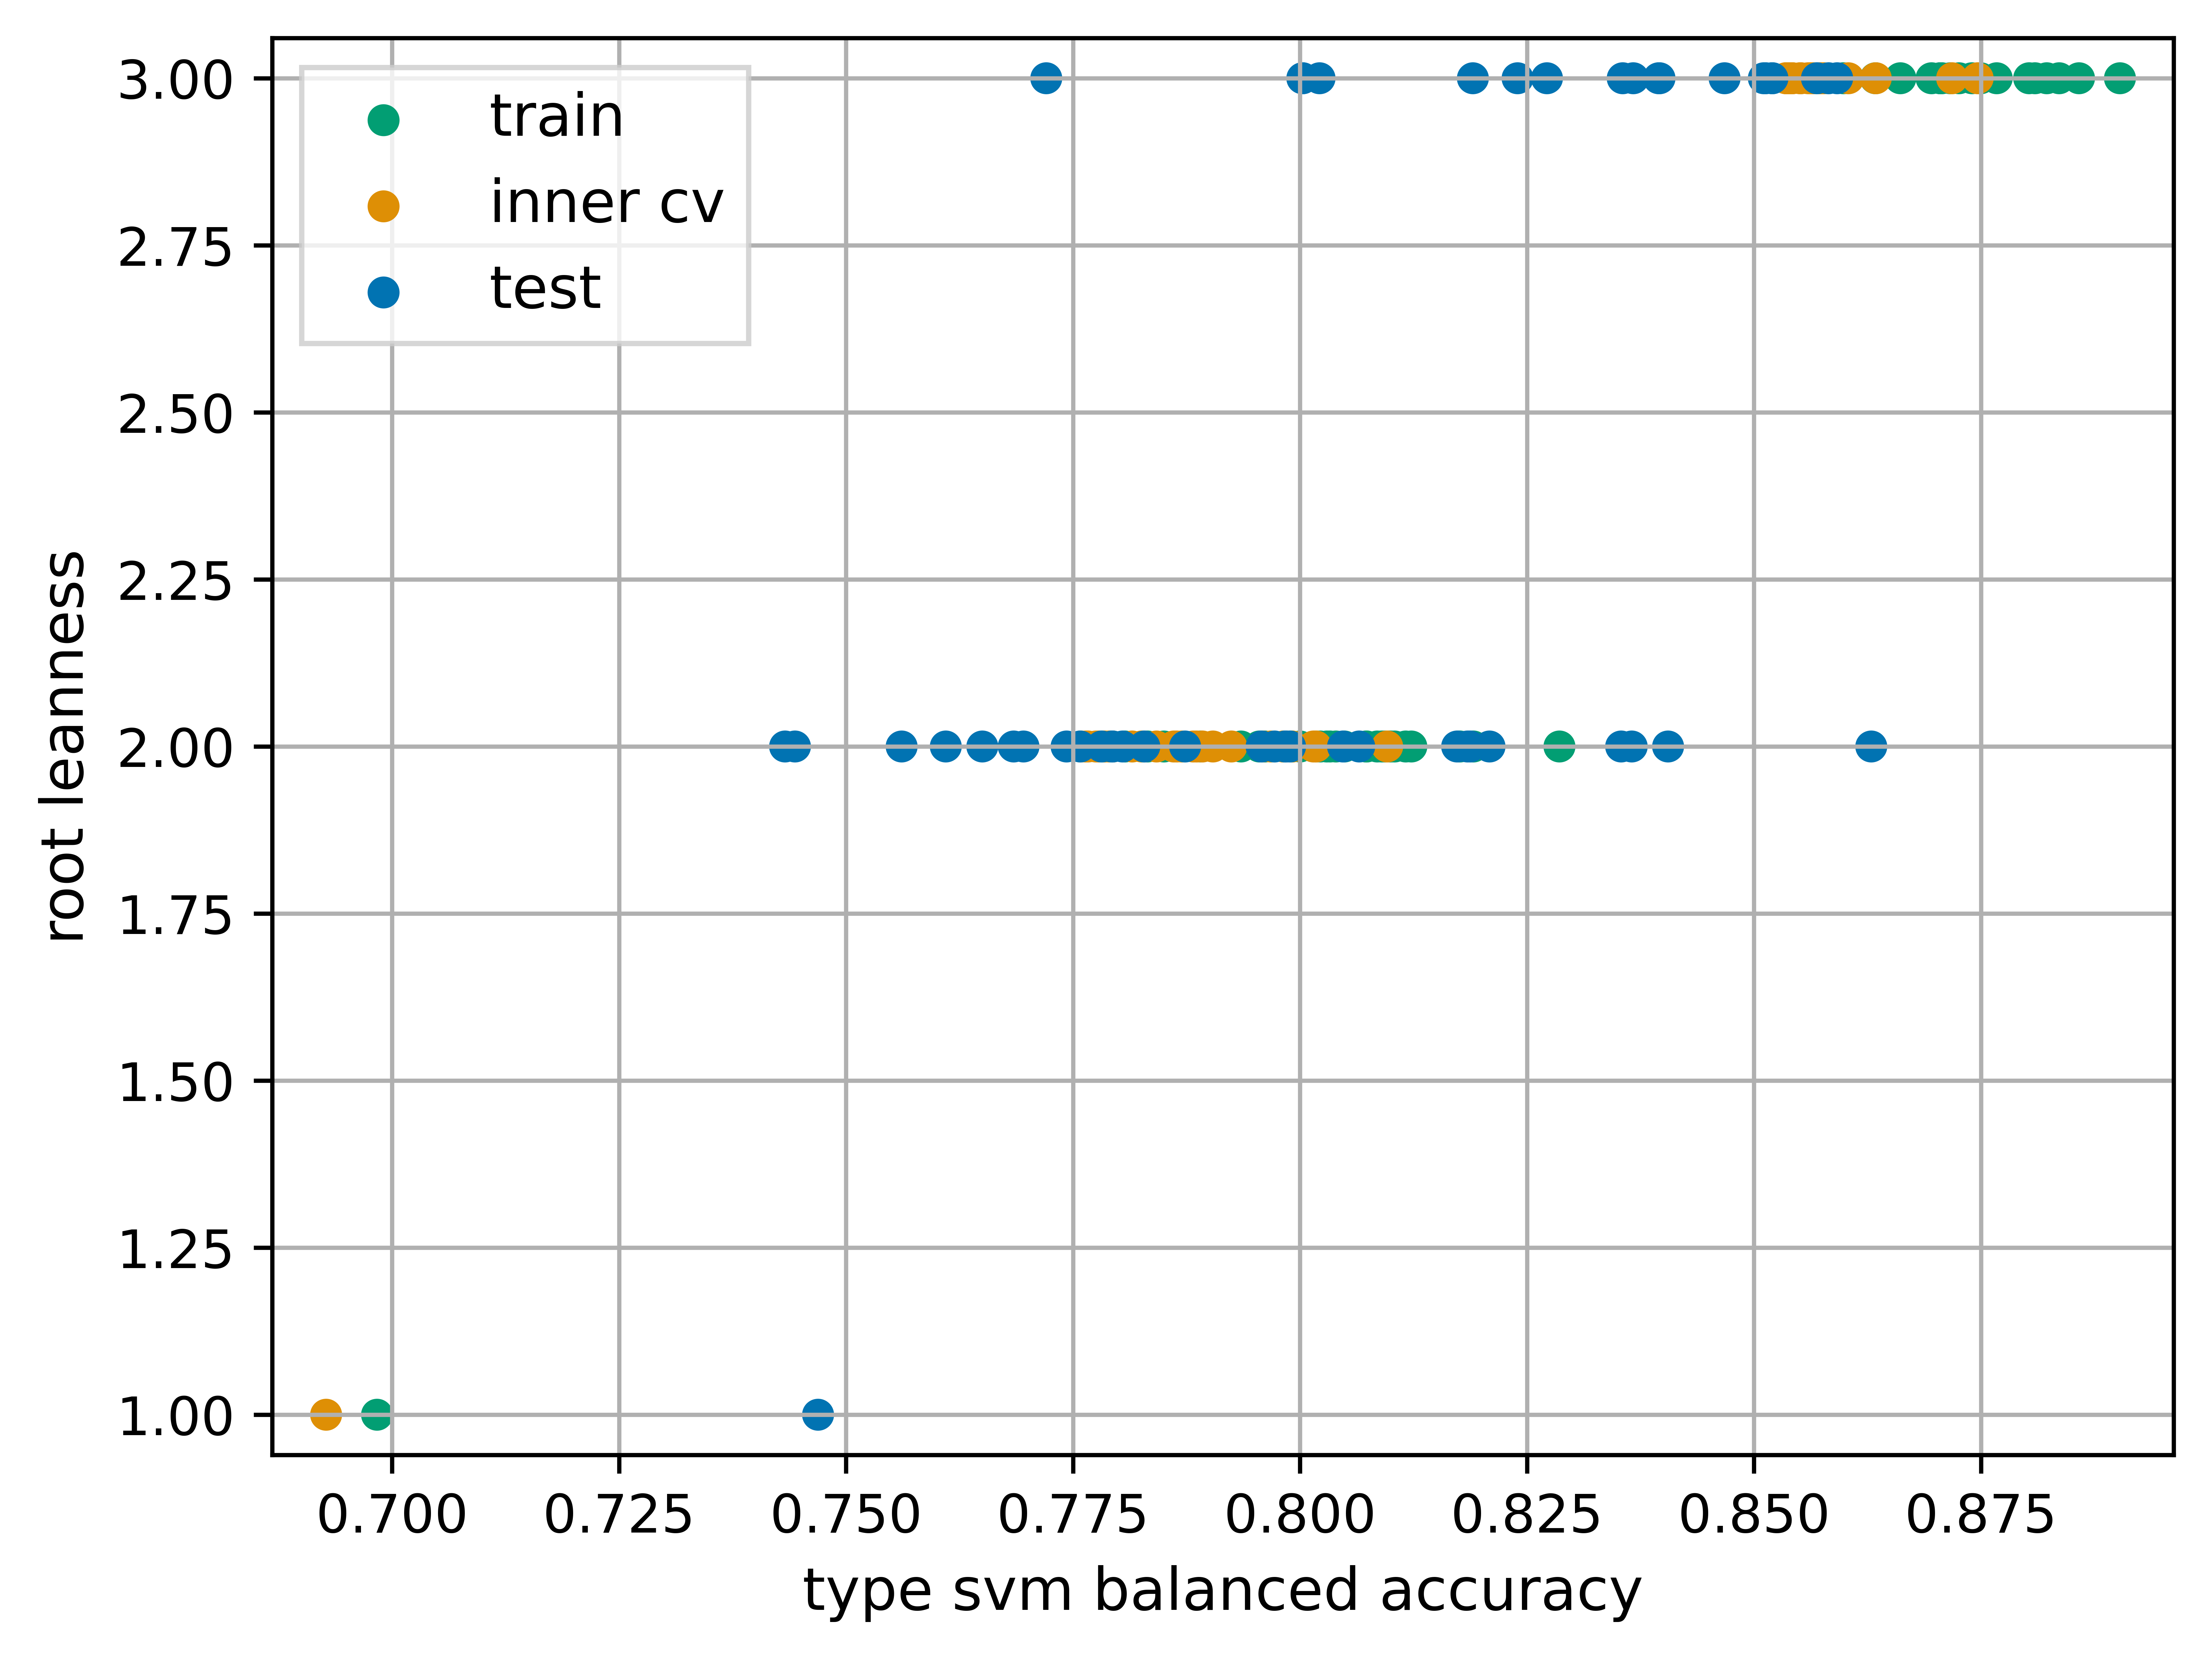 train
inner cv
test
3.00
2.75
2.50
2.25
2.00
1.75
1.50
1.25
1.00
root leanness
0.700 0.725 0.750 0.775 0.800 0.825 0.850 0.875
type svm balanced accuracy